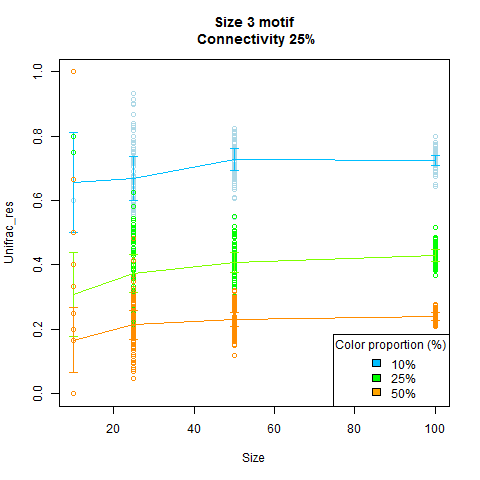 Size 3 motif
Connectivity 25%
Unifrac_res
0.0
0.2
0.4
0.6
0.8
1.0
20
40
60
80
100
Size
Color proportion (%)
10%
25%
50%